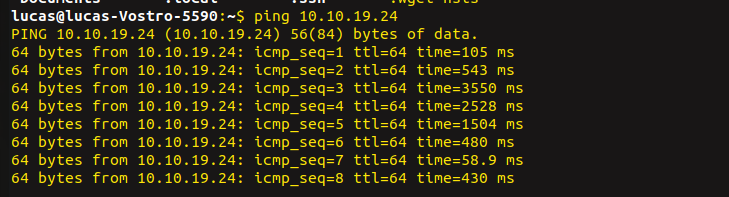 lucas@lucas-Vostro-5590:~$ ping 10.10.19.24
PING 10.10.19.24 (10.10.19.24) 56(84) bytes of data.
64 bytes from 10.10.19.24: icmp_seq=1 ttl=64 time=105 ms
64 bytes from 10.10.19.24: icmp_seq=2 ttl=64 time=543 ms
64 bytes from 10.10.19.24: icmp_seq=3 ttl=64 time=3550 ms
64 bytes from 10.10.19.24: icmp_seq=4 ttl=64 time=2528 ms
64 bytes from 10.10.19.24: icmp_seq=5 ttl=64 time=1504 ms
64 bytes from 10.10.19.24: icmp_seq=6 ttl=64 time=480 ms
64 bytes from 10.10.19.24: icmp_seq=7 ttl=64 time=58.9 ms
64 bytes from 10.10.19.24: icmp_seq=8 ttl=64 time=430 ms